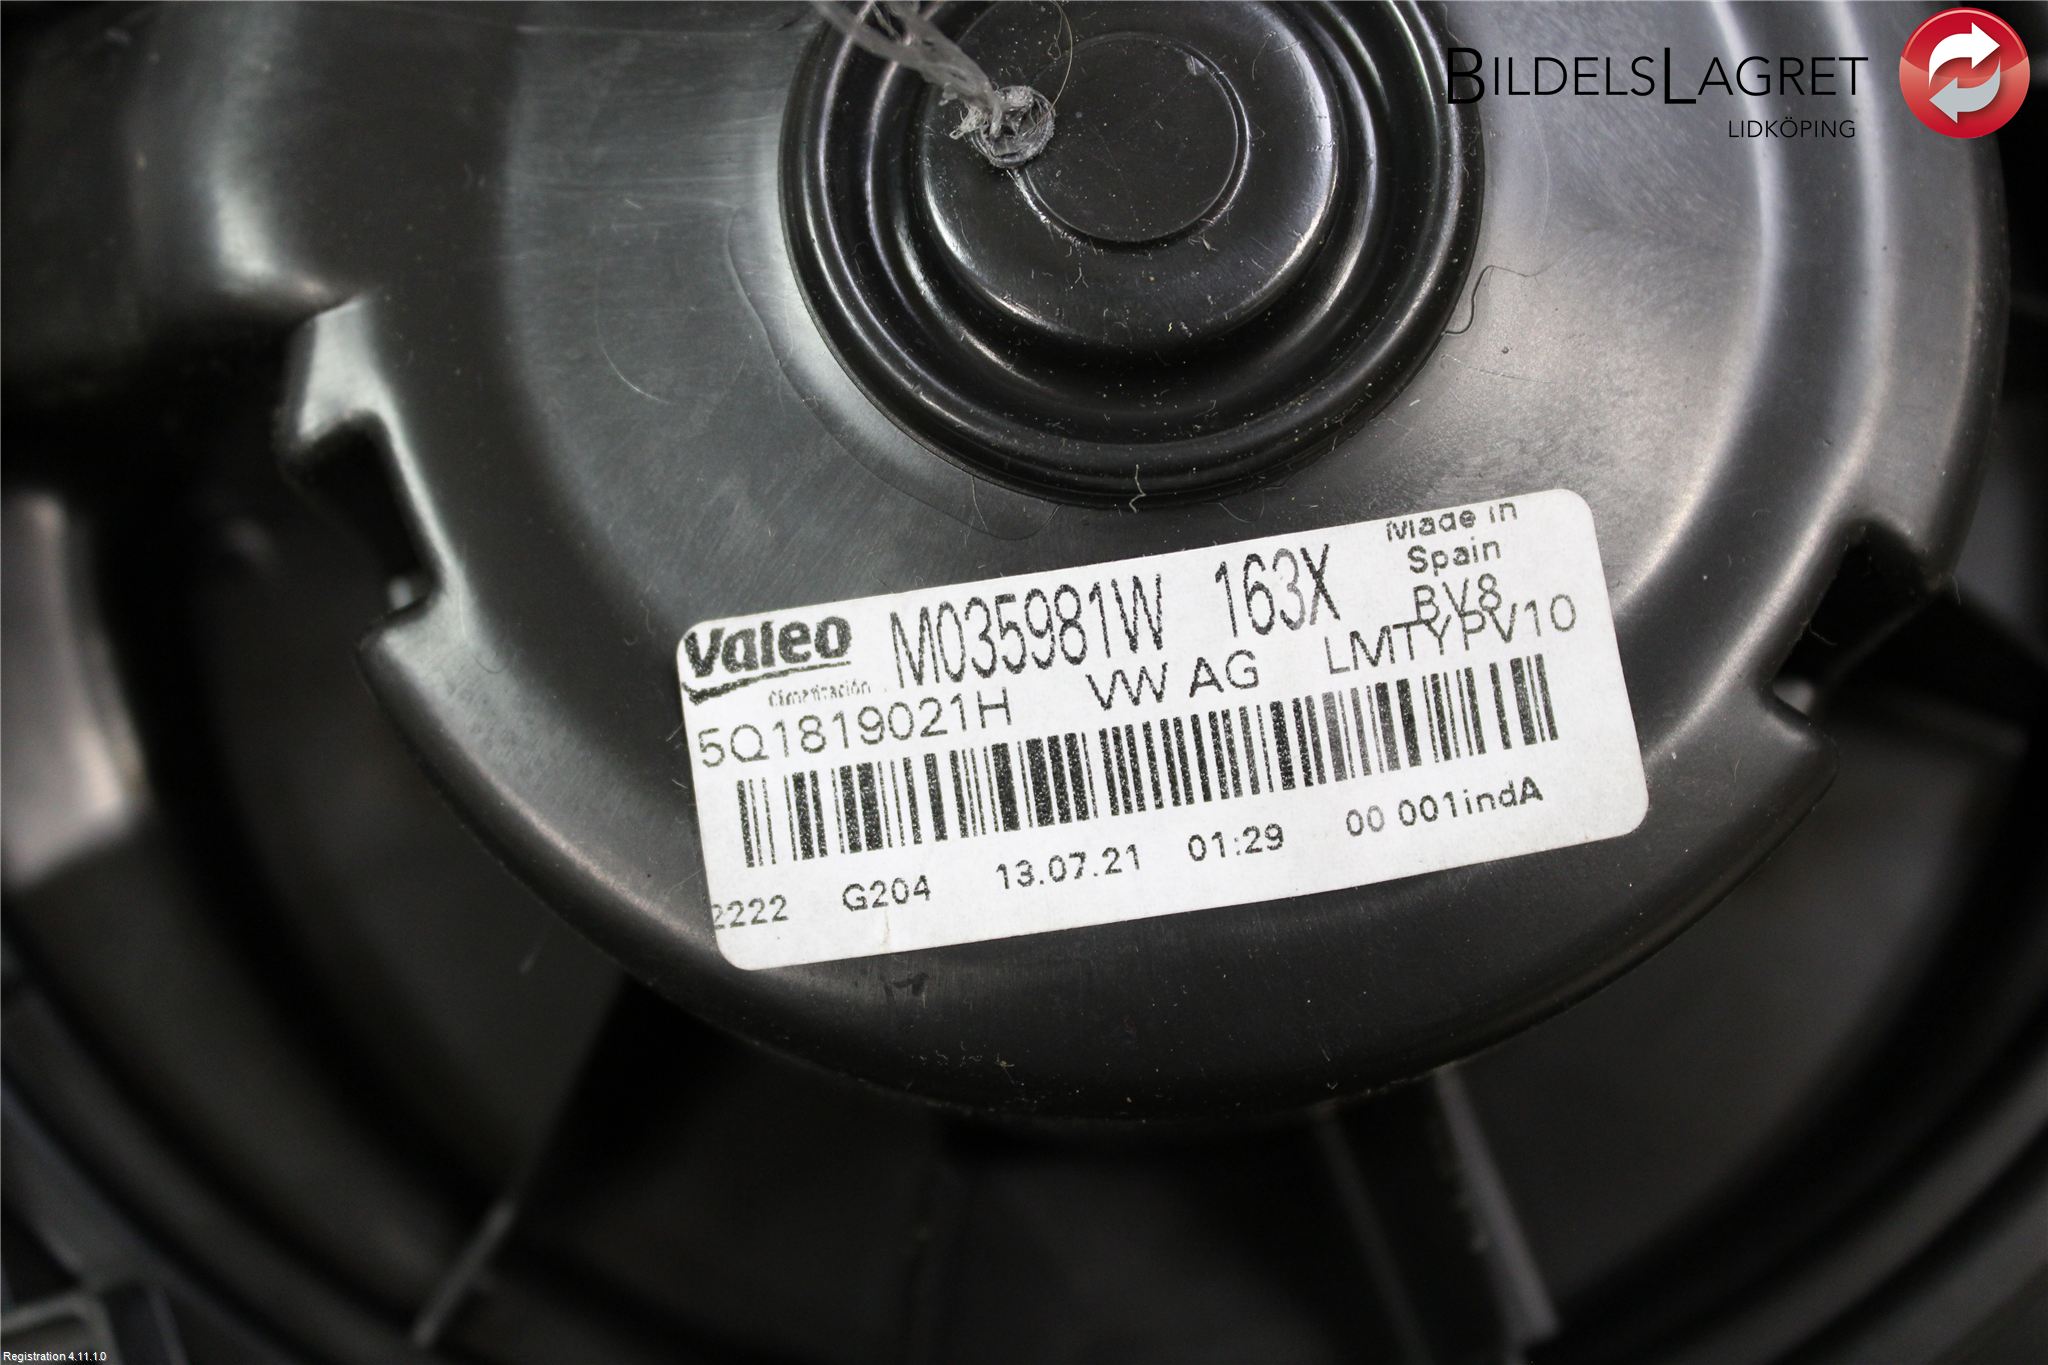 BILDELSLAGRET
LIDKÖPING
Made in
Spain
Valeo M035981W 163X BV8
Climatización
5Q1819021H VW AG LMTYPV10
2222 G204 13.07.21 01:29 00 001indA
Registration 4.11.1.0